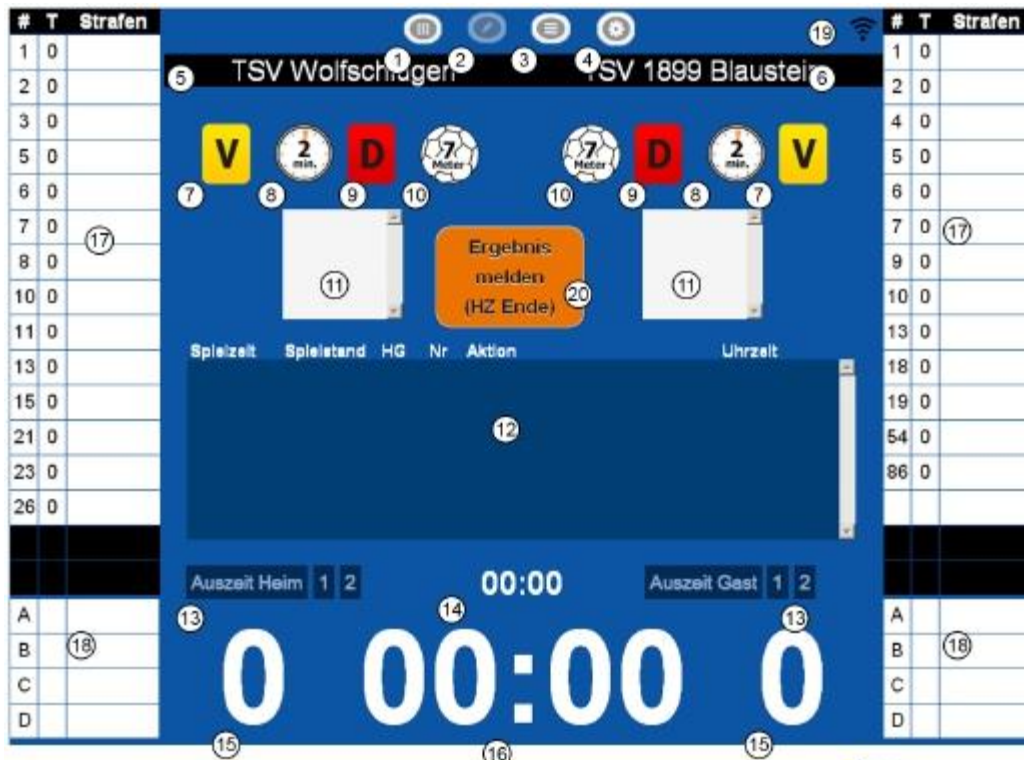 # T Strafen
1 0
2 0
3 0
5 0
6 0
7 0
8 0
10 0
11 0
13 0
15 0
21 0
23 0
26 0
A
B
C
D
17
18
1 2 3 4 19
5 TSV Wolfschlugen TSV 1899 Blaustein 6
V 2 min. D 7 Meter 7 Meter D 2 min. V
7 8 9 10 10 9 8 7
11 11
Ergebnis
melden
(HZ Ende)
20
Spielzeit Spielstand HG Nr Aktion Uhrzeit
12
Auszeit Heim 1 2 00:00 Auszeit Gast 1 2
13 14 13
0 00:00 0
15 16 15
# T Strafen
1 0
2 0
4 0
5 0
6 0
7 0
9 0
10 0
13 0
18 0
19 0
54 0
86 0
A
B
C
D
17
18